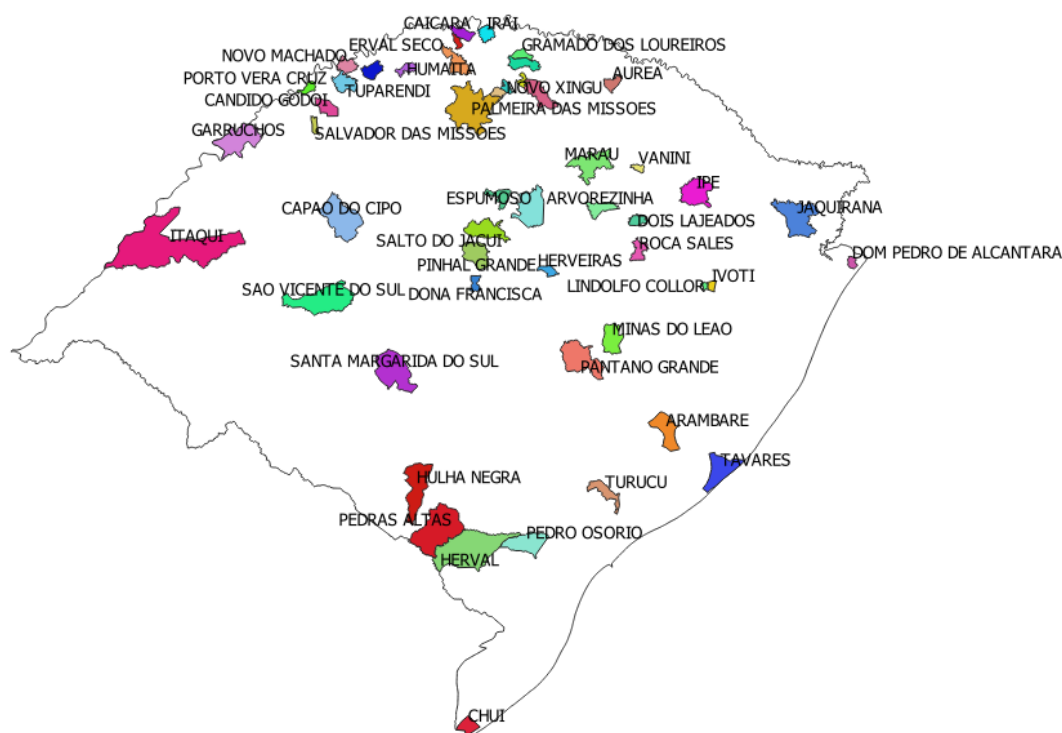 CAICARA
IRAI
ERVAL SECO
GRAMADO DOS LOUREIROS
NOVO MACHADO
HUMAITA
AUREA
PORTO VERA CRUZ
TUPARENDI
NOVO XINGU
CANDIDO GODOI
PALMEIRA DAS MISSOES
GARRUCHOS
SALVADOR DAS MISSOES
MARAU
VANINI
IPE
ESPUMOSO
ARVOREZINHA
CAPAO DO CIPO
JAQUIRANA
DOIS LAJEADOS
ITAQUI
SALTO DO JACUI
ROCA SALES
DOM PEDRO DE ALCANTARA
PINHAL GRANDE
HERVEIRAS
IVOTI
SAO VICENTE DO SUL
DONA FRANCISCA
LINDOLFO COLLOR
MINAS DO LEAO
SANTA MARGARIDA DO SUL
PANTANO GRANDE
ARAMBARE
TAVARES
HULHA NEGRA
TURUCU
PEDRAS ALTAS
PEDRO OSORIO
HERVAL
CHUI